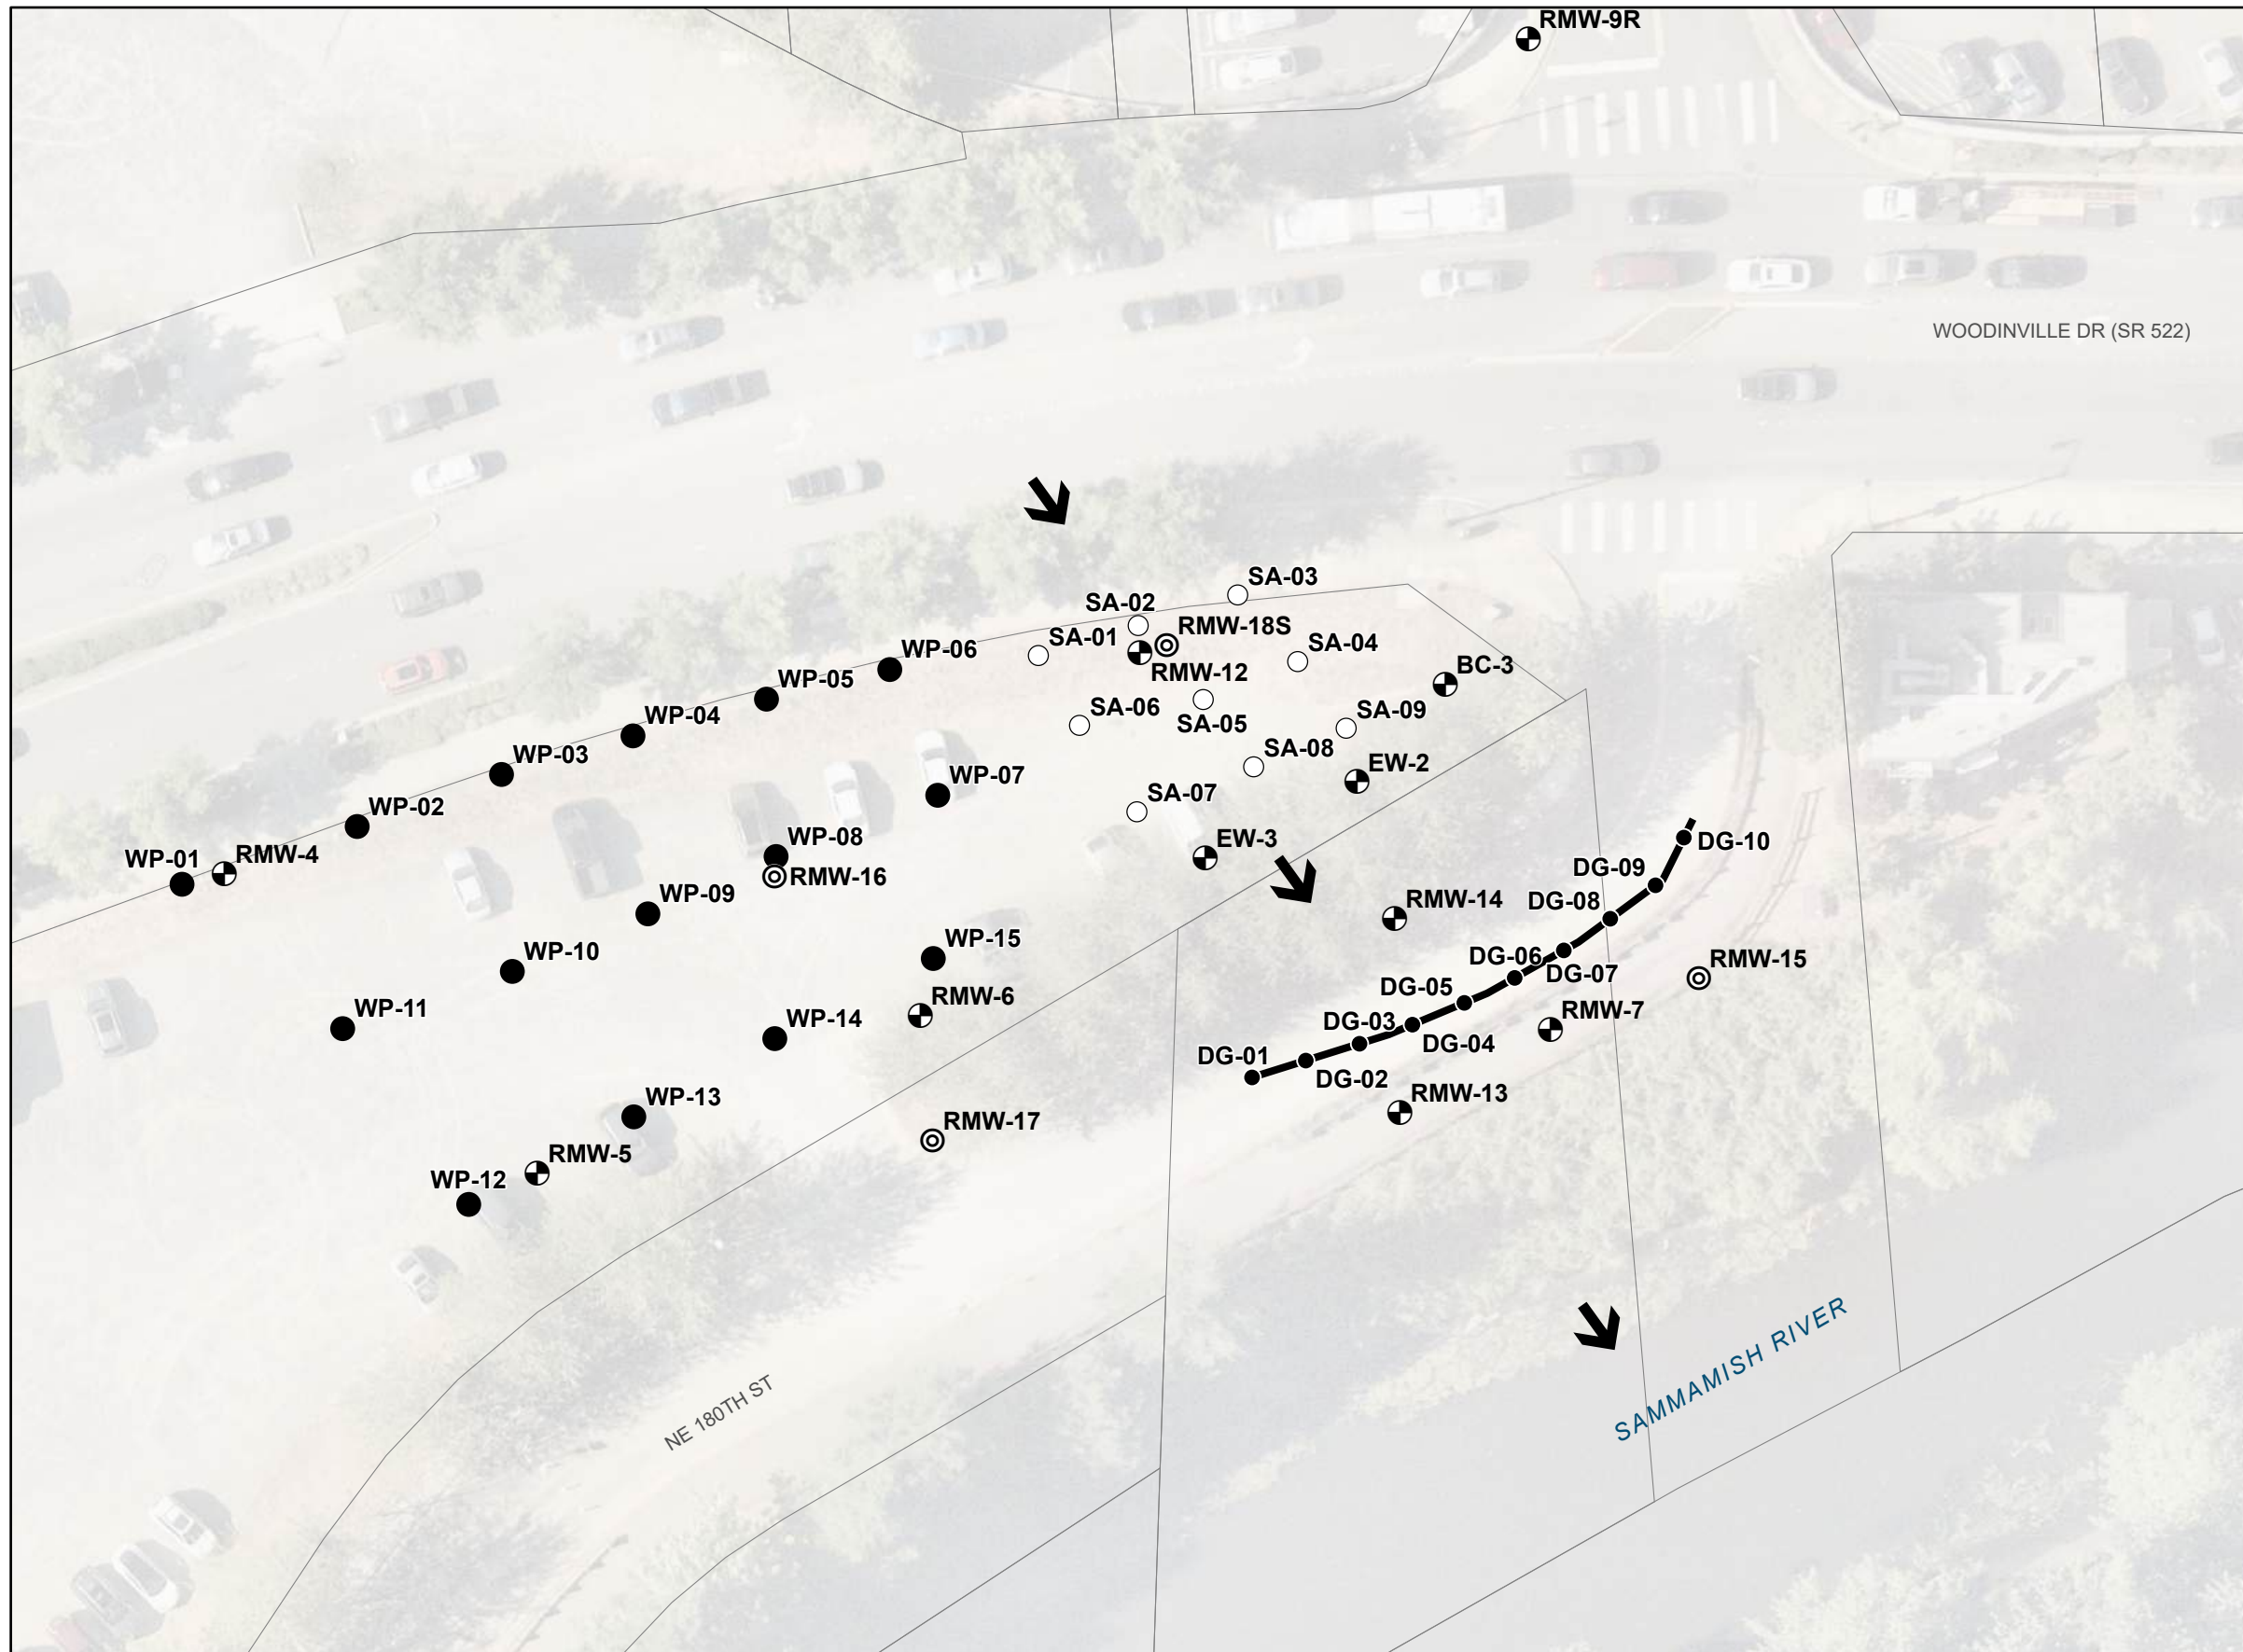 RMW-9R
WOODINVILLE DR (SR 522)
SA-03
SA-02
RMW-18S
SA-01
SA-04
WP-06
RMW-12
BC-3
WP-05
SA-06
SA-05
SA-09
WP-04
SA-08
WP-03
EW-2
WP-07
SA-07
WP-02
WP-08
EW-3
DG-10
WP-01
RMW-4
DG-09
RMW-16
WP-09
RMW-14
DG-08
WP-15
WP-10
DG-06
DG-07
RMW-15
DG-05
RMW-6
WP-11
WP-14
DG-03
RMW-7
DG-04
DG-01
DG-02
RMW-13
WP-13
RMW-17
RMW-5
WP-12
SAMMAMISH RIVER
NE 180TH ST